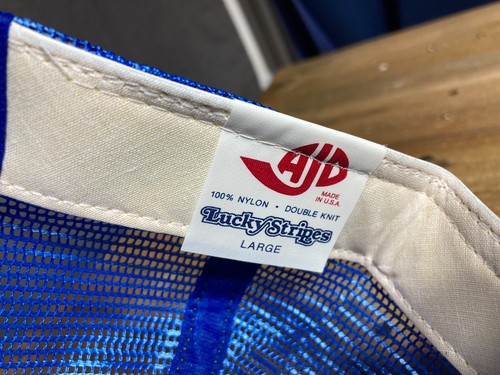 AJD
MADE
IN U.S.A.
100% NYLON • DOUBLE KNIT
Lucky Stripes
LARGE